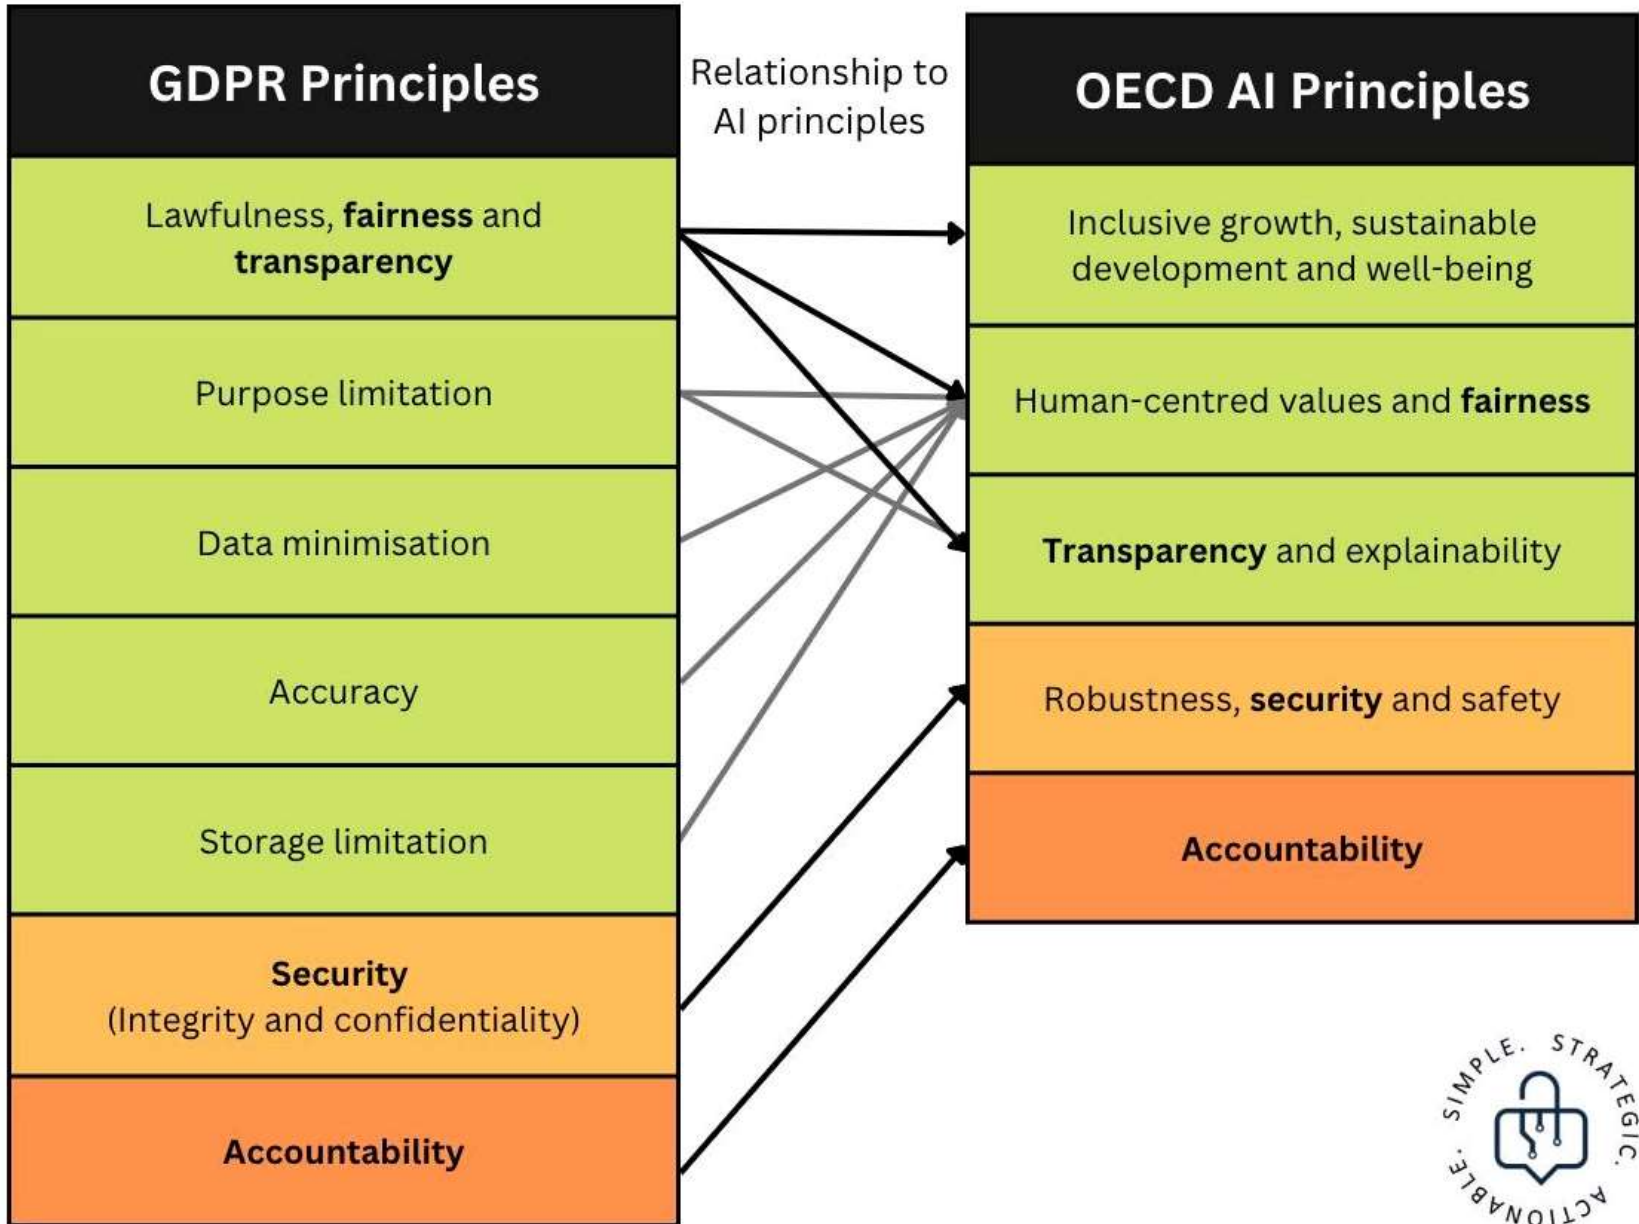 GDPR Principles
Lawfulness, fairness and
transparency
Purpose limitation
Data minimisation
Accuracy
Storage limitation
Security
(Integrity and confidentiality)
Accountability
Relationship to
AI principles
OECD AI Principles
Inclusive growth, sustainable
development and well-being
Human-centred values and fairness
Transparency and explainability
Robustness, security and safety
Accountability
SIMPLE. STRATEGIC. ACTIONABLE.